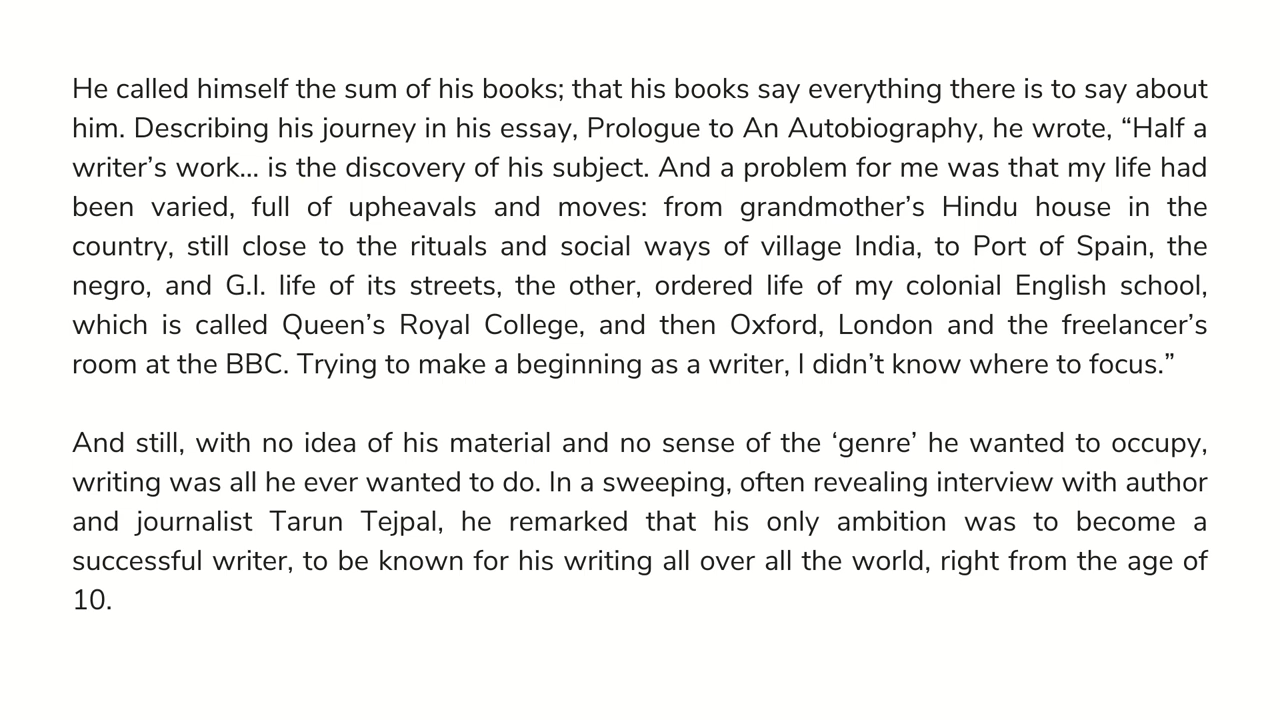 He called himself the sum of his books; that his books say everything there is to say about
him. Describing his journey in his essay, Prologue to An Autobiography, he wrote, “Half a
writer’s work... is the discovery of his subject. And a problem for me was that my life had
been varied, full of upheavals and moves: from grandmother’s Hindu house in the
country, still close to the rituals and social ways of village India, to Port of Spain, the
negro, and G.I. life of its streets, the other, ordered life of my colonial English school,
which is called Queen’s Royal College, and then Oxford, London and the freelancer’s
room at the BBC. Trying to make a beginning as a writer, I didn’t know where to focus.”
And still, with no idea of his material and no sense of the ‘genre’ he wanted to occupy,
writing was all he ever wanted to do. In a sweeping, often revealing interview with author
and journalist Tarun Tejpal, he remarked that his only ambition was to become a
successful writer, to be known for his writing all over all the world, right from the age of
10.